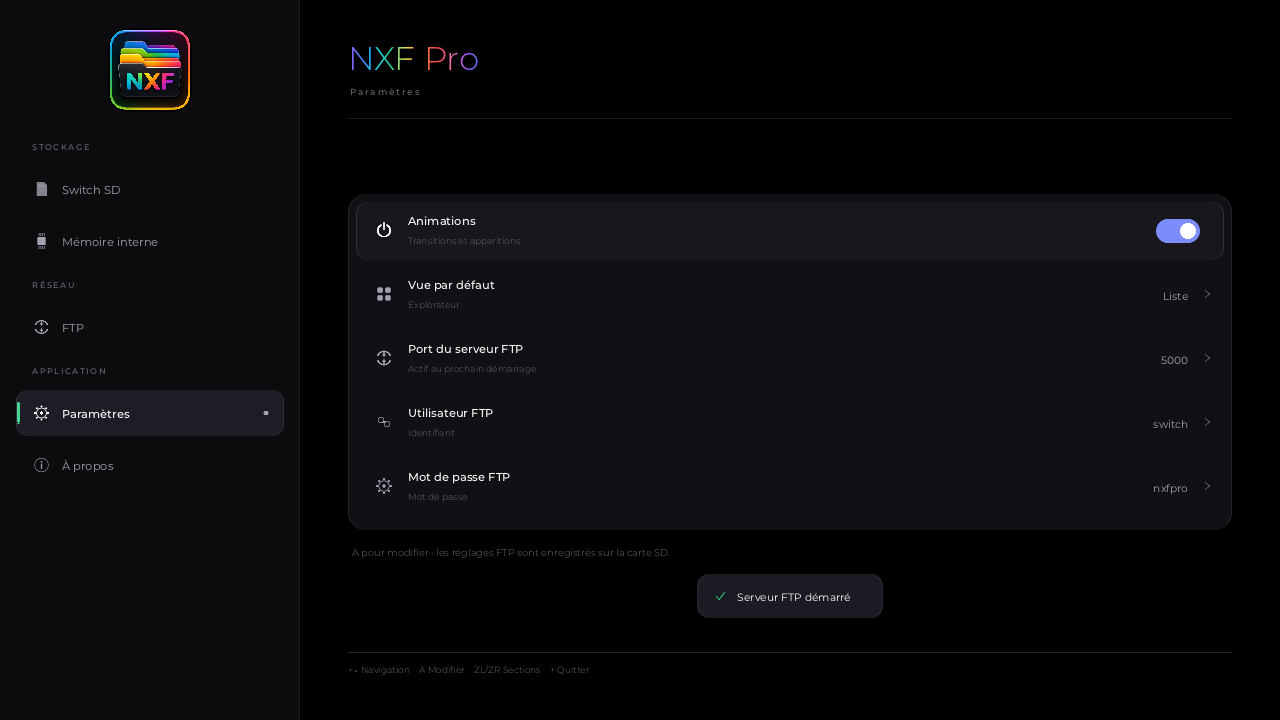 NXF
STOCKAGE
Switch SD
Mémoire interne
RÉSEAU
FTP
APPLICATION
Paramètres
À propos
NXF Pro
Paramètres
Animations
Transitions et apparitions
Vue par défaut
Explorateur
Liste
Port du serveur FTP
Actif au prochain démarrage
5000
Utilisateur FTP
Identifiant
switch
Mot de passe FTP
Mot de passe
nxfpro
A pour modifier · les réglages FTP sont enregistrés sur la carte SD.
Serveur FTP démarré
↑↓ Navigation A Modifier ZL/ZR Sections + Quitter